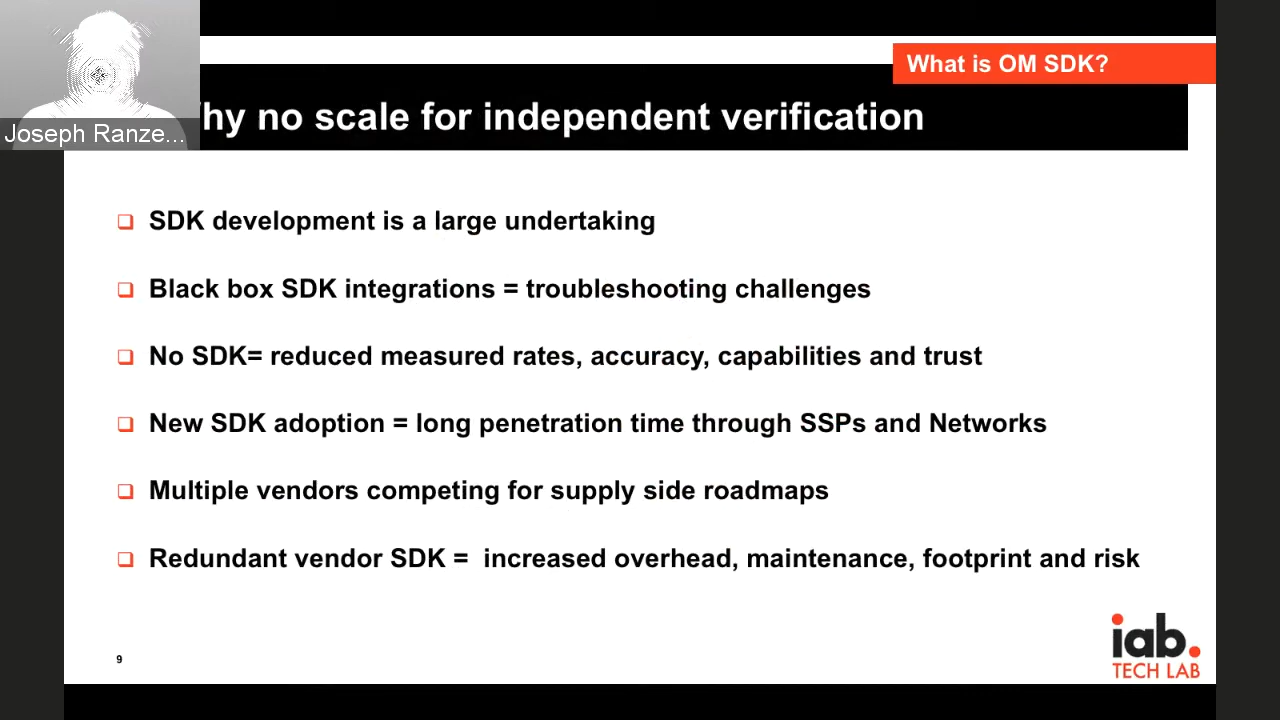 What is OM SDK?
hy no scale for independent verification
Joseph Ranze...
SDK development is a large undertaking
Black box SDK integrations = troubleshooting challenges
No SDK= reduced measured rates, accuracy, capabilities and trust
New SDK adoption = long penetration time through SSPs and Networks
Multiple vendors competing for supply side roadmaps
Redundant vendor SDK = increased overhead, maintenance, footprint and risk
9
iab.
TECH LAB